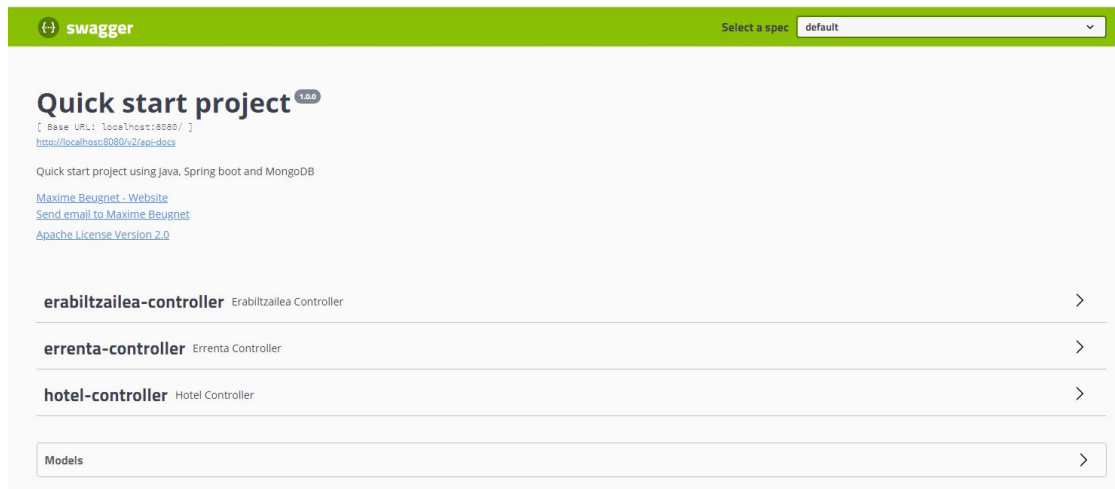 {··} swagger Select a spec default
Quick start project 1.0.0
[ Base URL: localhost:8080/ ]
http://localhost:8080/v2/api-docs
Quick start project using Java, Spring boot and MongoDB
Maxime Beugnet - Website
Send email to Maxime Beugnet
Apache License Version 2.0
erabiltzailea-controller Erabiltzailea Controller
errenta-controller Errenta Controller
hotel-controller Hotel Controller
Models